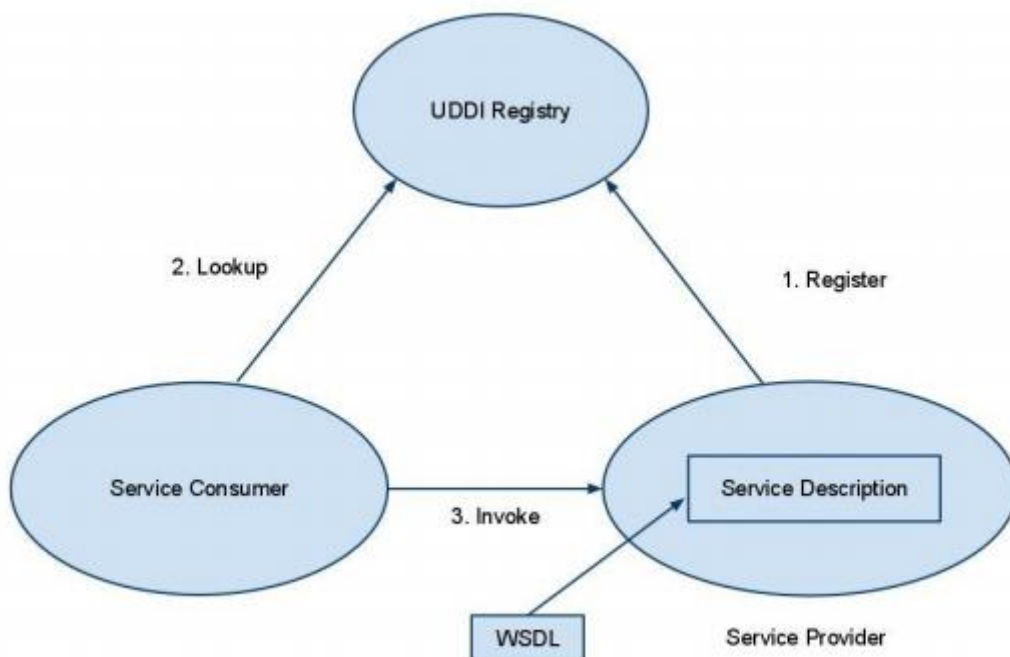 UDDI Registry
2. Lookup
1. Register
Service Consumer
Service Description
3. Invoke
WSDL
Service Provider